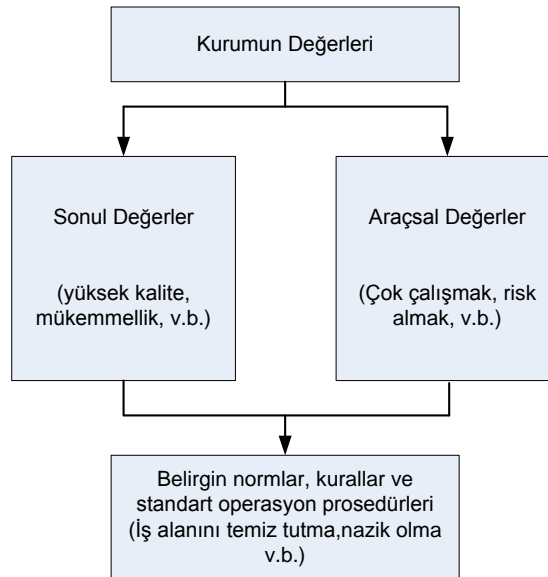 Kurumun Değerleri
Sonul Değerler
(yüksek kalite,
mükemmellik, v.b.)
Araçsal Değerler
(Çok çalışmak, risk
almak, v.b.)
Belirgin normlar, kurallar ve
standart operasyon prosedürleri
(İş alanını temiz tutma,nazik olma
v.b.)